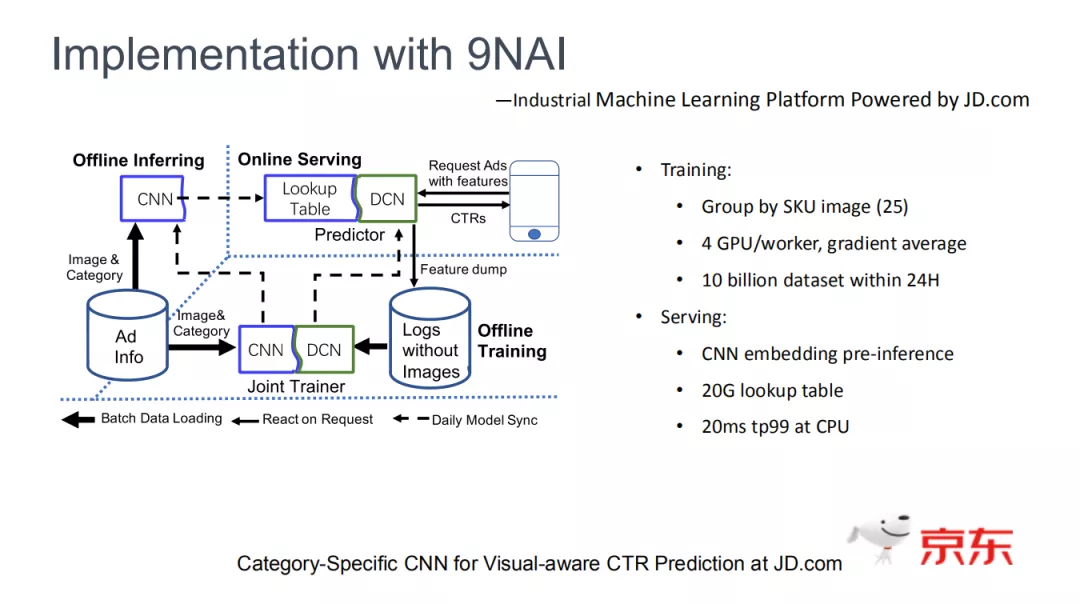 Implementation with 9NAI
—Industrial Machine Learning Platform Powered by JD.com
Offline Inferring
Online Serving
CNN
Lookup
Table
DCN
Predictor
Request Ads
with features
CTRs
Image &
Category
Feature dump
Ad
Info
Image&
Category
CNN
DCN
Joint Trainer
Logs
without
Images
Offline
Training
Batch Data Loading
React on Request
Daily Model Sync
• Training:
• Group by SKU image (25)
• 4 GPU/worker, gradient average
• 10 billion dataset within 24H
• Serving:
• CNN embedding pre-inference
• 20G lookup table
• 20ms tp99 at CPU
Category-Specific CNN for Visual-aware CTR Prediction at JD.com
京东